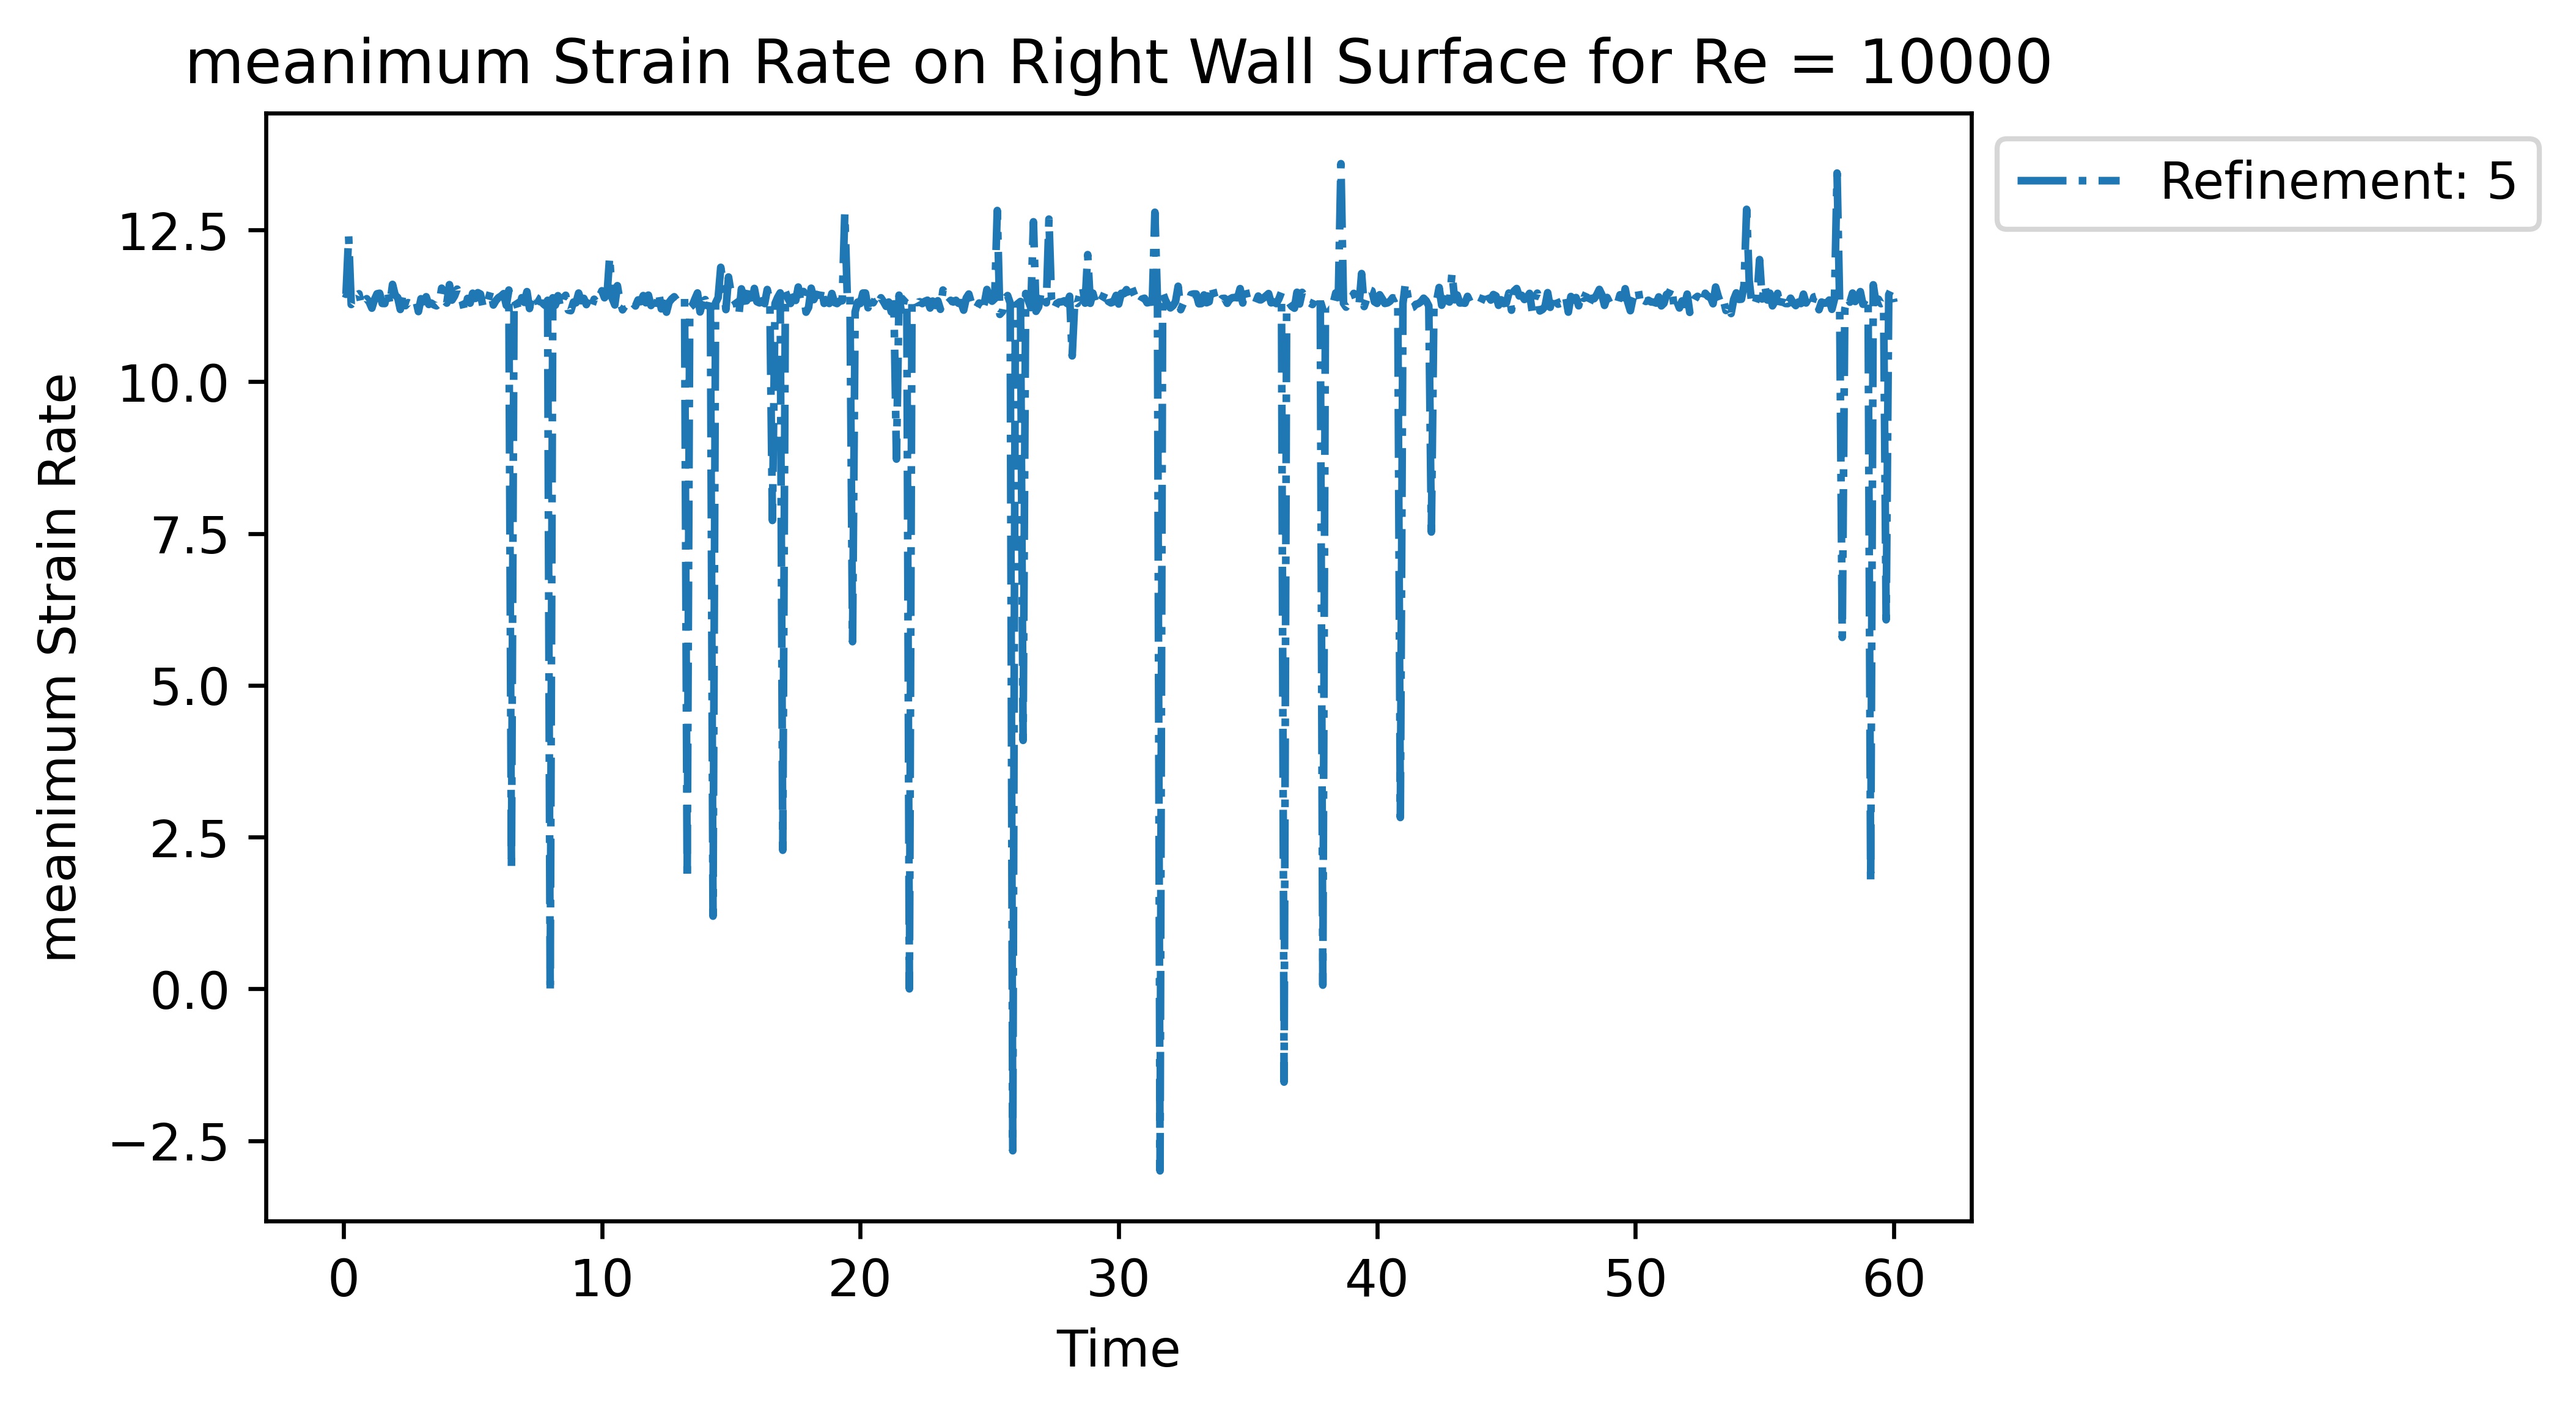 meanimum Strain Rate on Right Wall Surface for Re = 10000
Refinement: 5
meanimum Strain Rate
12.5
10.0
7.5
5.0
2.5
0.0
−2.5
0 10 20 30 40 50 60
Time